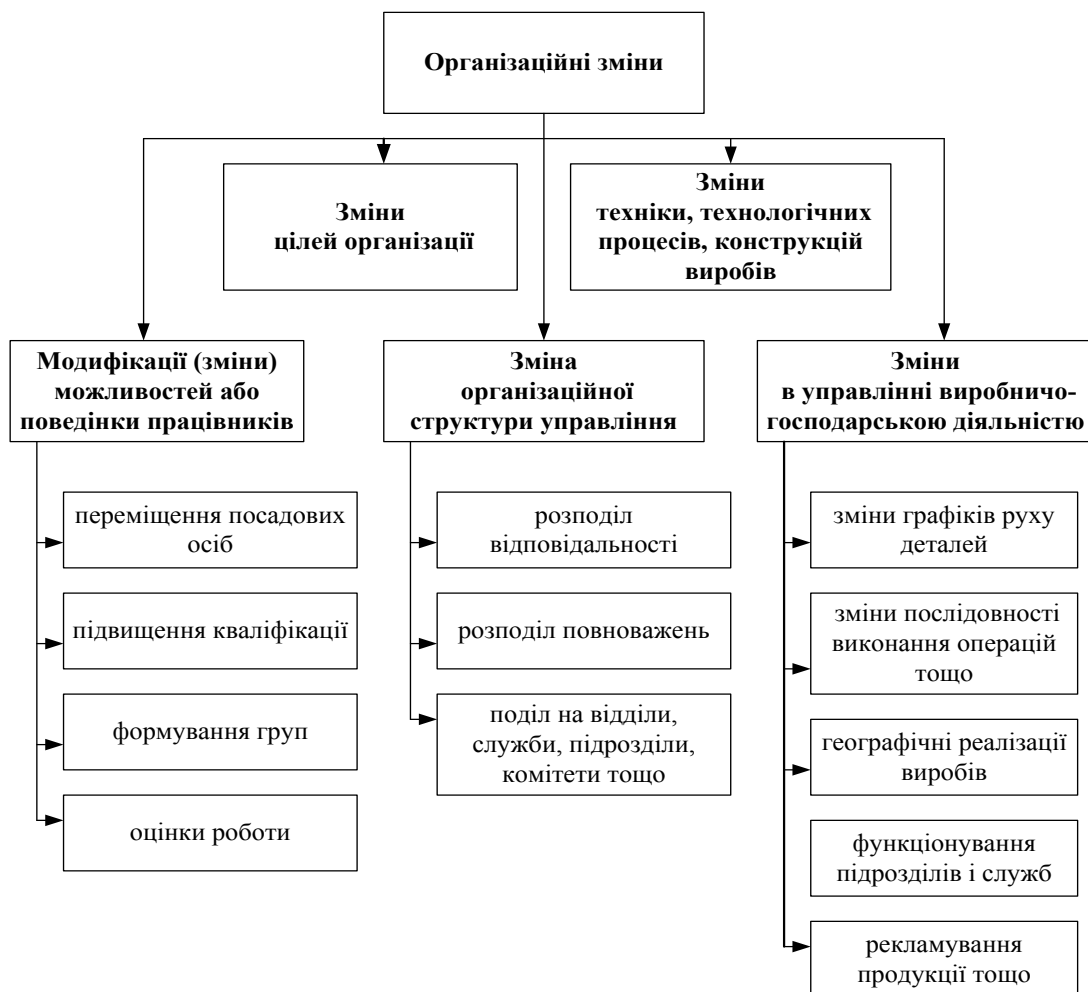 Організаційні зміни
Зміни
цілей організації
Зміни
техніки, технологічних
процесів, конструкцій
виробів
Модифікації (зміни)
можливостей або
поведінки працівників
переміщення посадових
осіб
підвищення кваліфікації
формування груп
оцінки роботи
Зміна
організаційної
структури управління
розподіл
відповідальності
розподіл повноважень
поділ на відділи,
служби, підрозділи,
комітети тощо
Зміни
в управлінні виробничо-
господарською діяльністю
зміни графіків руху
деталей
зміни послідовності
виконання операцій
тощо
географічні реалізації
виробів
функціонування
підрозділів і служб
рекламування
продукції тощо